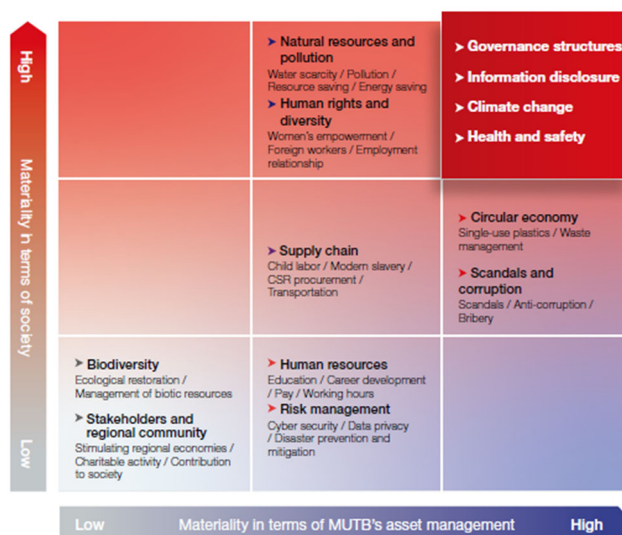 High
Materiality in terms of society
Low
➤ Natural resources and
pollution
Water scarcity / Pollution /
Resource saving / Energy saving
➤ Human rights and
diversity
Women's empowerment /
Foreign workers / Employment
relationship
➤ Governance structures
➤ Information disclosure
➤ Climate change
➤ Health and safety
➤ Supply chain
Child labor / Modern slavery /
CSR procurement /
Transportation
➤ Circular economy
Single-use plastics / Waste
management
➤ Scandals and
corruption
Scandals / Anti-corruption /
Bribery
➤ Biodiversity
Ecological restoration /
Management of biotic resources
➤ Stakeholders and
regional community
Stimulating regional economies /
Charitable activity / Contribution
to society
➤ Human resources
Education / Career development
/ Pay / Working hours
➤ Risk management
Cyber security / Data privacy
/ Disaster prevention and
mitigation
Low Materiality in terms of MUTB's asset management High